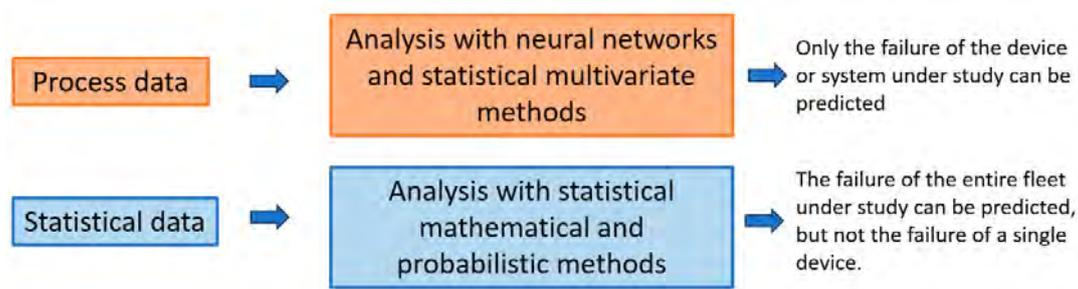 Process data
Analysis with neural networks
and statistical multivariate
methods
Only the failure of the device
or system under study can be
predicted
Statistical data
Analysis with statistical
mathematical and
probabilistic methods
The failure of the entire fleet
under study can be predicted,
but not the failure of a single
device.